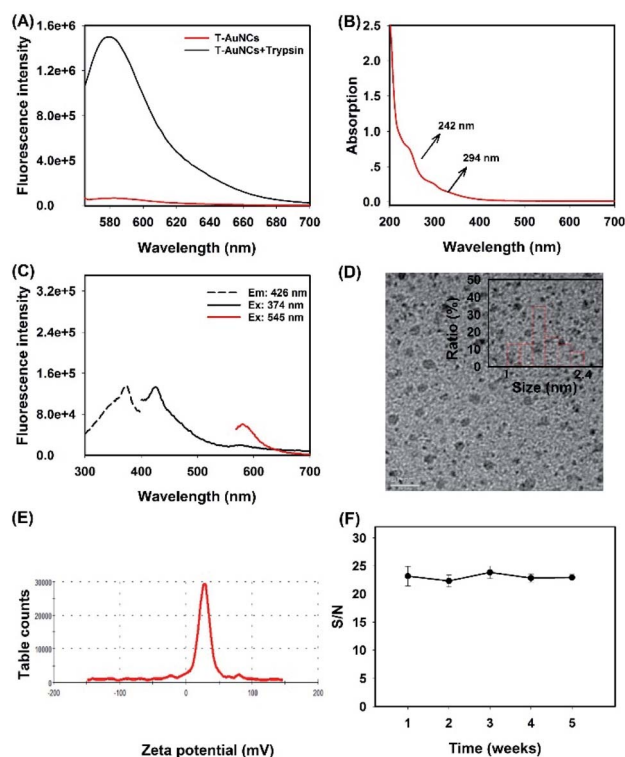 (A)
1.6e+6
1.2e+6
8.0e+5
4.0e+5
0.0
Fluorescence intensity
T-AuNCs
T-AuNCs+Trypsin
580 600 620 640 660 680 700
Wavelength (nm)
(B)
2.5
2.0
1.5
1.0
0.5
0.0
Absorption
242 nm
294 nm
200 300 400 500 600 700
Wavelength (nm)
(C)
3.2e+5
2.4e+5
1.6e+5
8.0e+4
0.0
Fluorescence intensity
Em: 426 nm
Ex: 374 nm
Ex: 545 nm
300 400 500 600 700
Wavelength (nm)
(D)
50
40
30
20
10
0
Ratio (%)
1 2.4
Size (nm)
(E)
30000
20000
10000
0
Table counts
-200 -100 0 100 200
Zeta potential (mV)
(F)
30
25
20
15
10
5
0
S/N
1 2 3 4 5
Time (weeks)